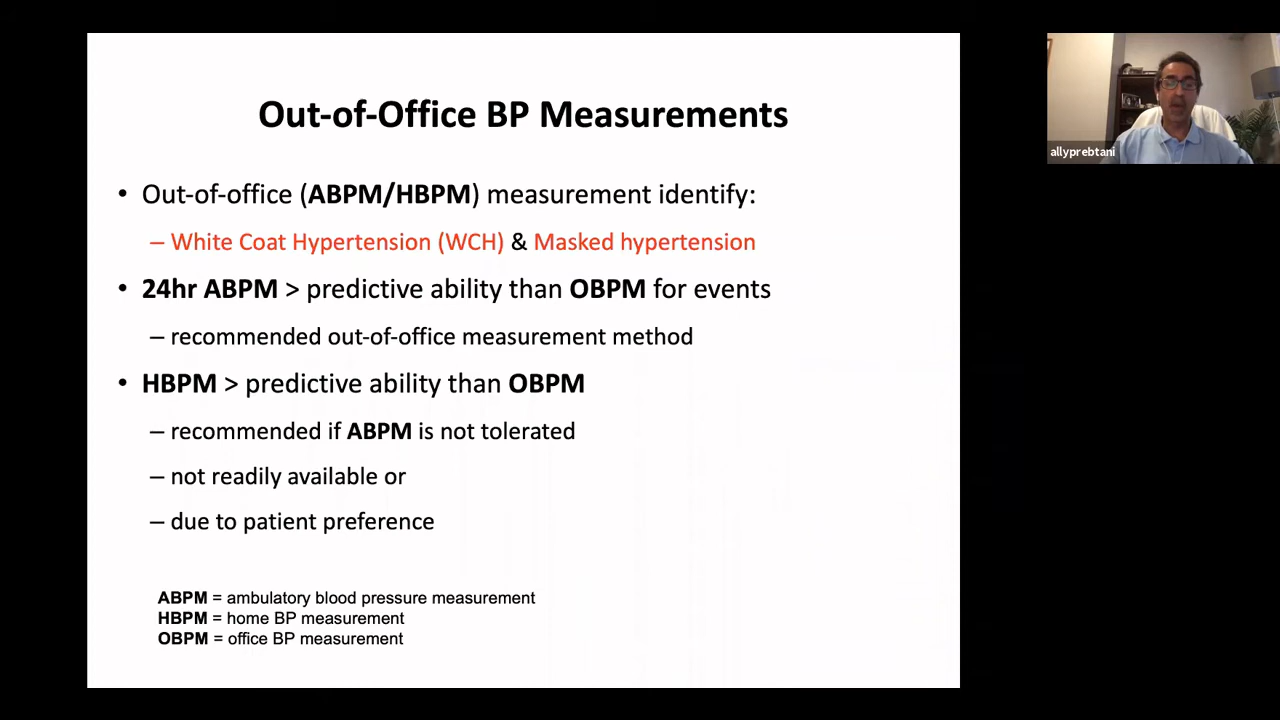 Out-of-Office BP Measurements
• Out-of-office (ABPM/HBPM) measurement identify:
– White Coat Hypertension (WCH) & Masked hypertension
• 24hr ABPM > predictive ability than OBPM for events
– recommended out-of-office measurement method
• HBPM > predictive ability than OBPM
– recommended if ABPM is not tolerated
– not readily available or
– due to patient preference
ABPM = ambulatory blood pressure measurement
HBPM = home BP measurement
OBPM = office BP measurement
allyprebtani